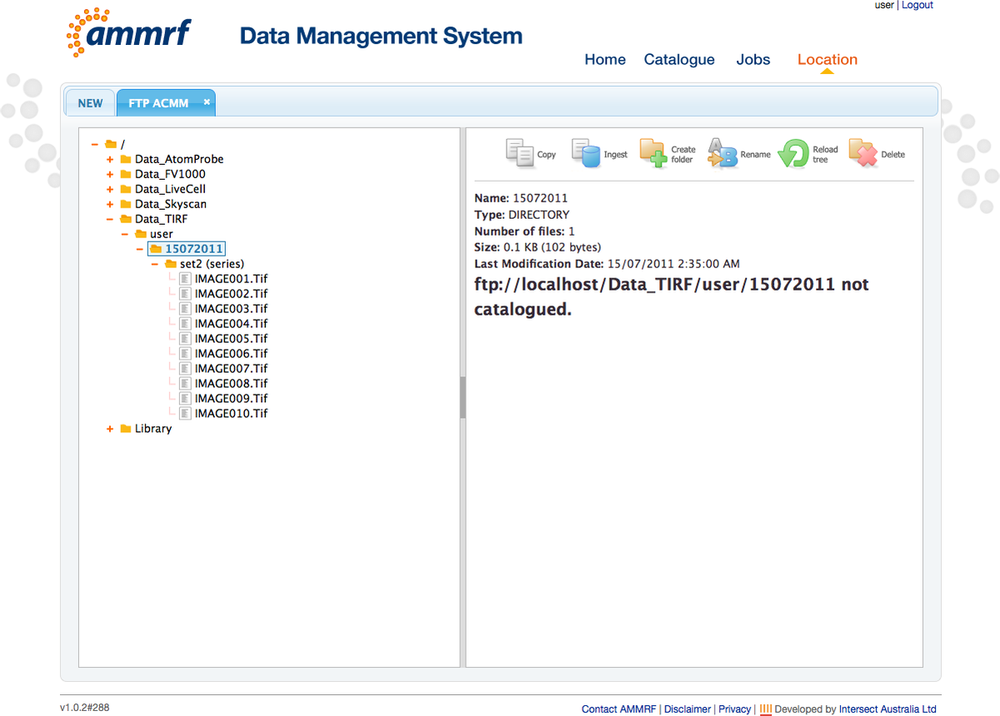 user | Logout
ammrf
Data Management System
Home Catalogue Jobs Location
NEW FTP ACMM ×
/
Data_AtomProbe
Data_FV1000
Data_LiveCell
Data_Skyscan
Data_TIRF
user
15072011
set2 (series)
IMAGE001.Tif
IMAGE002.Tif
IMAGE003.Tif
IMAGE004.Tif
IMAGE005.Tif
IMAGE006.Tif
IMAGE007.Tif
IMAGE008.Tif
IMAGE009.Tif
IMAGE010.Tif
Library
Copy
Ingest
Create
folder
A B Rename
Reload
tree
Delete
Name: 15072011
Type: DIRECTORY
Number of files: 1
Size: 0.1 KB (102 bytes)
Last Modification Date: 15/07/2011 2:35:00 AM
ftp://localhost/Data_TIRF/user/15072011 not
catalogued.
v1.0.2#288
Contact AMMRF | Disclaimer | Privacy | Developed by Intersect Australia Ltd